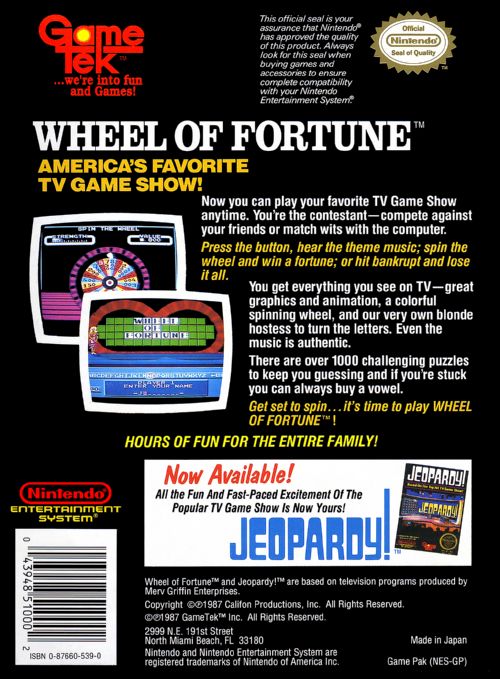 Game
Tek™
...we're into fun
and Games!
This official seal is your
assurance that Nintendo®
has approved the quality
of this product. Always
look for this seal when
buying games and
accessories to ensure
complete compatibility
with your Nintendo
Entertainment System®.
Official
Nintendo®
Seal of Quality
TM
WHEEL OF FORTUNE™
AMERICA'S FAVORITE
TV GAME SHOW!
Now you can play your favorite TV Game Show
anytime. You're the contestant—compete against
your friends or match wits with the computer.
Press the button, hear the theme music; spin the
wheel and win a fortune; or hit bankrupt and lose
it all.
SPIN THE WHEEL
STRENGTH
VALUE
WHEEL
OF
FORTUNE
ENTER YOUR NAME
You get everything you see on TV—great
graphics and animation, a colorful
spinning wheel, and our very own blonde
hostess to turn the letters. Even the
music is authentic.
There are over 1000 challenging puzzles
to keep you guessing and if you're stuck
you can always buy a vowel.
Get set to spin...it's time to play WHEEL
OF FORTUNE™!
HOURS OF FUN FOR THE ENTIRE FAMILY!
Nintendo®
ENTERTAINMENT
SYSTEM®
Now Available!
All the Fun And Fast-Paced Excitement Of The
Popular TV Game Show Is Now Yours!
JEOPARDY!™
JEOPARDY!
JEOPARDY!
0 43948 51000 2
ISBN 0-87660-539-0
Wheel of Fortune™ and Jeopardy!™ are based on television programs produced by
Merv Griffin Enterprises.
Copyright ©℗1987 Califon Productions, Inc. All Rights Reserved.
©℗1987 GameTek™ Inc. All Rights Reserved.
2999 N.E. 191st Street
North Miami Beach, FL 33180
Made in Japan
Nintendo and Nintendo Entertainment System are
registered trademarks of Nintendo of America Inc.
Game Pak (NES-GP)